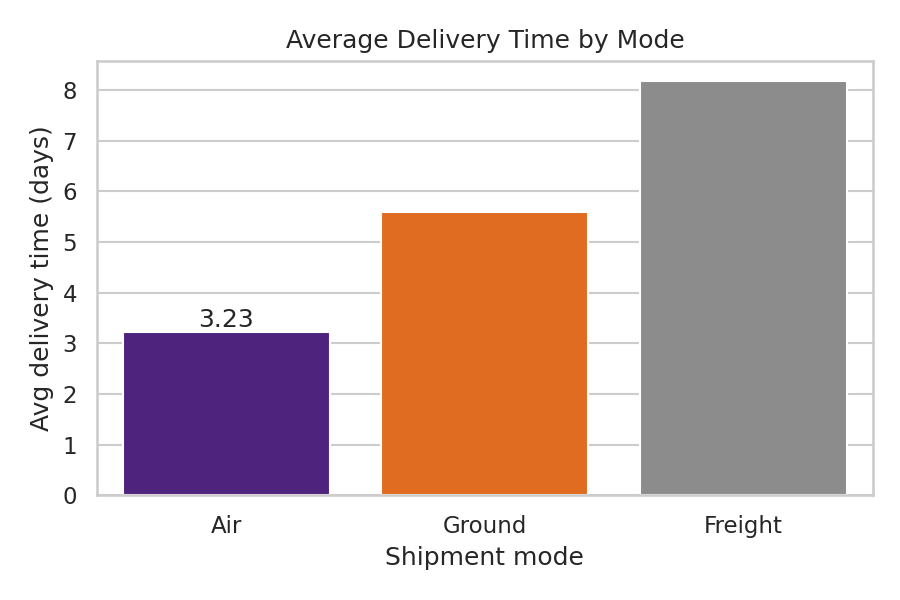 Average Delivery Time by Mode
Avg delivery time (days)
8
7
6
5
4
3
2
1
0
3.23
Air
Ground
Freight
Shipment mode